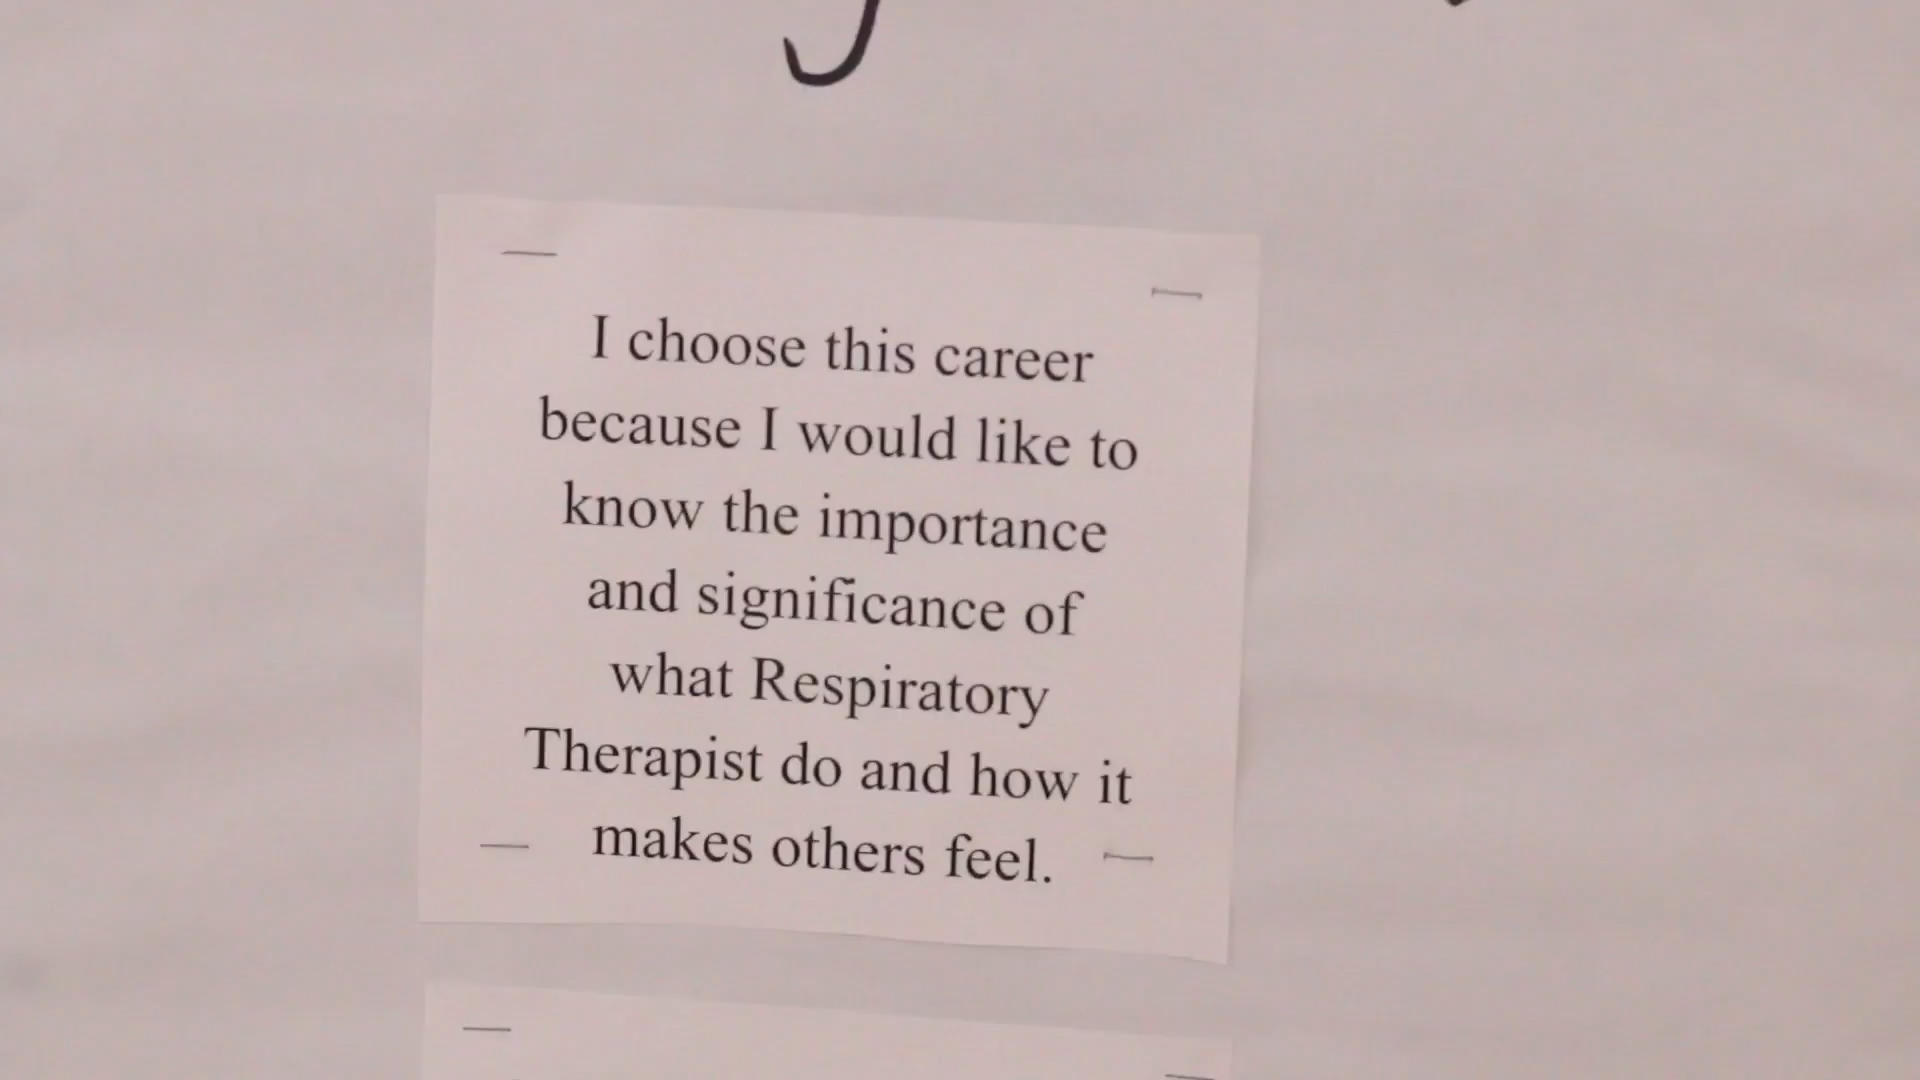 I choose this career
because I would like to
know the importance
and significance of
what Respiratory
Therapist do and how it
makes others feel.